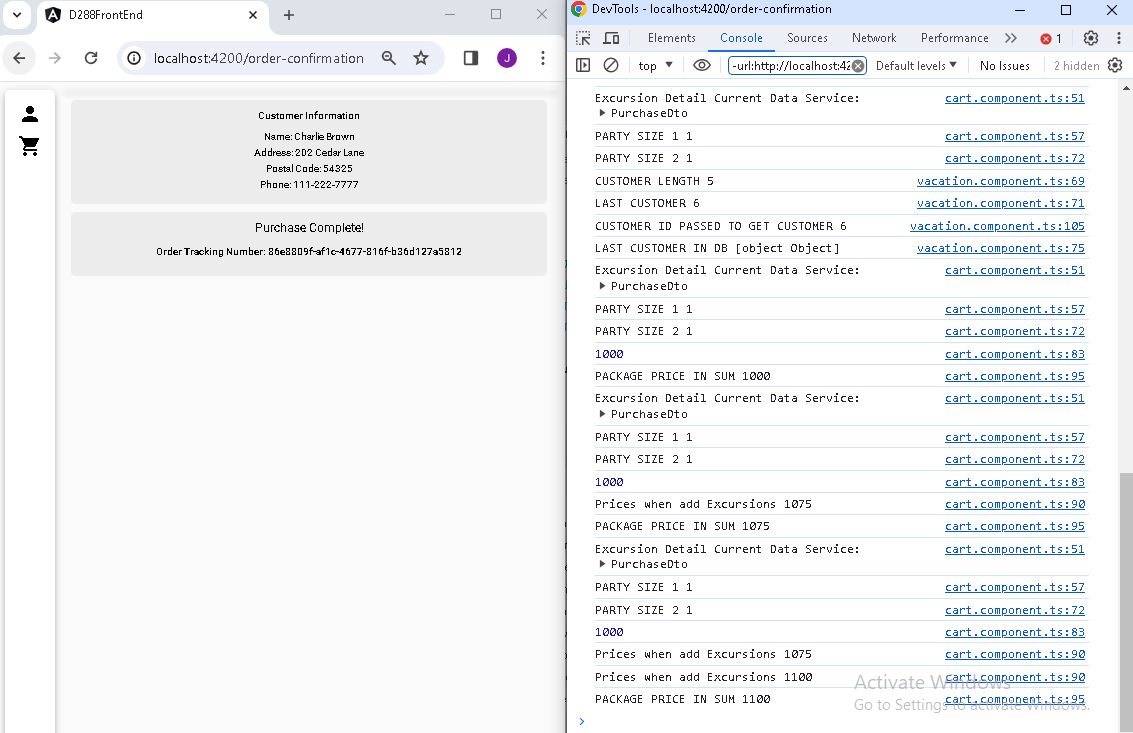 D288FrontEnd
localhost:4200/order-confirmation
J
Customer Information
Name: Charlie Brown
Address: 202 Cedar Lane
Postal Code: 54325
Phone: 111-222-7777
Purchase Complete!
Order Tracking Number: 86e8809f-af1c-4677-816f-b36d127a5812
DevTools - localhost:4200/order-confirmation
Elements Console Sources Network Performance 1
top -url:http://localhost:42 Default levels No Issues 2 hidden
Excursion Detail Current Data Service: cart.component.ts:51
PurchaseDto
PARTY SIZE 1 1 cart.component.ts:57
PARTY SIZE 2 1 cart.component.ts:72
CUSTOMER LENGTH 5 vacation.component.ts:69
LAST CUSTOMER 6 vacation.component.ts:71
CUSTOMER ID PASSED TO GET CUSTOMER 6 vacation.component.ts:105
LAST CUSTOMER IN DB [object Object] vacation.component.ts:75
Excursion Detail Current Data Service: cart.component.ts:51
PurchaseDto
PARTY SIZE 1 1 cart.component.ts:57
PARTY SIZE 2 1 cart.component.ts:72
1000 cart.component.ts:83
PACKAGE PRICE IN SUM 1000 cart.component.ts:95
Excursion Detail Current Data Service: cart.component.ts:51
PurchaseDto
PARTY SIZE 1 1 cart.component.ts:57
PARTY SIZE 2 1 cart.component.ts:72
1000 cart.component.ts:83
Prices when add Excursions 1075 cart.component.ts:90
PACKAGE PRICE IN SUM 1075 cart.component.ts:95
Excursion Detail Current Data Service: cart.component.ts:51
PurchaseDto
PARTY SIZE 1 1 cart.component.ts:57
PARTY SIZE 2 1 cart.component.ts:72
1000 cart.component.ts:83
Prices when add Excursions 1075 cart.component.ts:90
Prices when add Excursions 1100 cart.component.ts:90
PACKAGE PRICE IN SUM 1100 cart.component.ts:95
Activate Windows
Go to Settings to activate Windows.